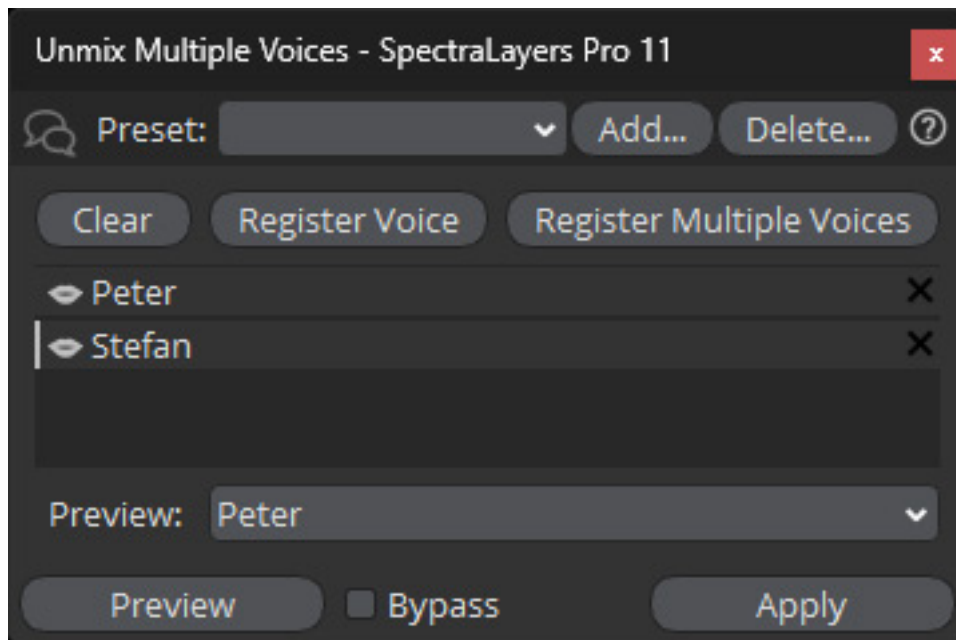 Unmix Multiple Voices - SpectraLayers Pro 11 x
Preset: Add... Delete... ?
Clear Register Voice Register Multiple Voices
Peter
Stefan
Preview: Peter
Preview Bypass Apply